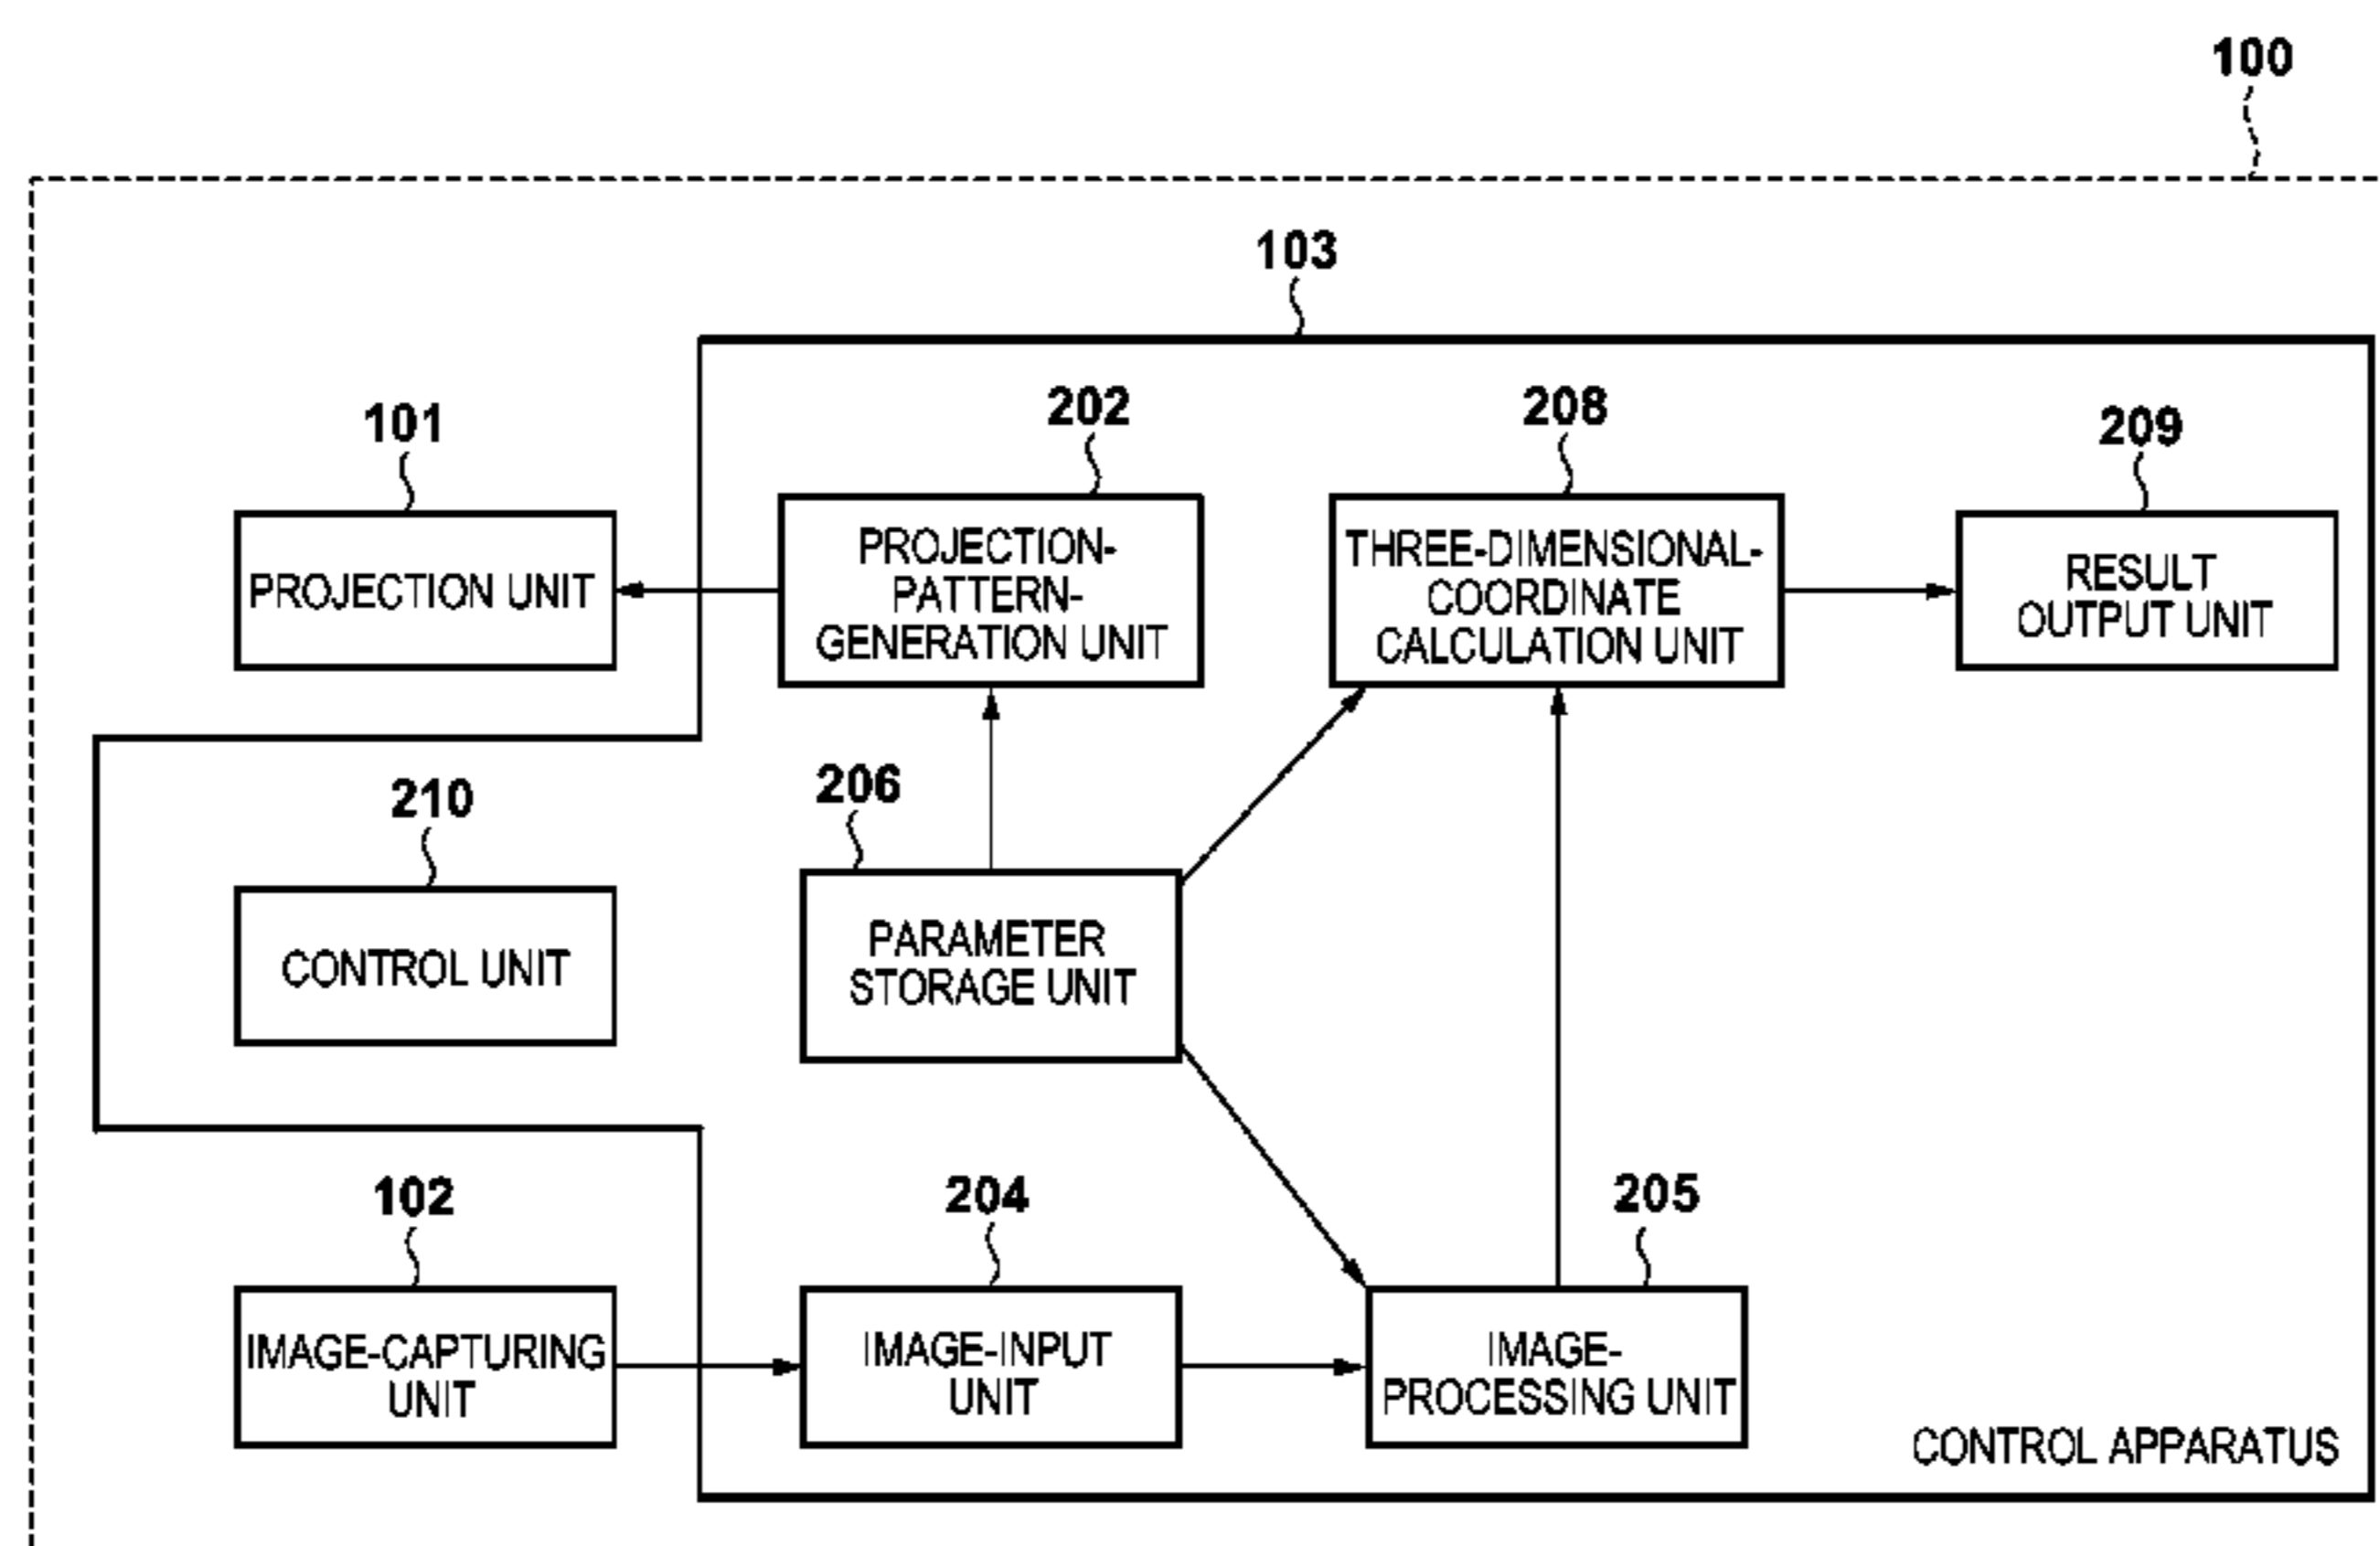 100
103
101
202
208
209
PROJECTION UNIT
PROJECTION-
PATTERN-
GENERATION UNIT
THREE-DIMENSIONAL-
COORDINATE
CALCULATION UNIT
RESULT
OUTPUT UNIT
210
206
CONTROL UNIT
PARAMETER
STORAGE UNIT
102
204
205
IMAGE-CAPTURING
UNIT
IMAGE-INPUT
UNIT
IMAGE-
PROCESSING UNIT
CONTROL APPARATUS